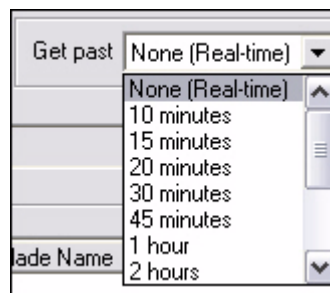 Get past None (Real-time)
None (Real-time)
10 minutes
15 minutes
20 minutes
30 minutes
45 minutes
1 hour
2 hours
Name